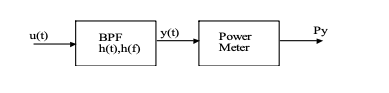 u(t)
BPF
h(t),h(f)
y(t)
Power
Meter
Py